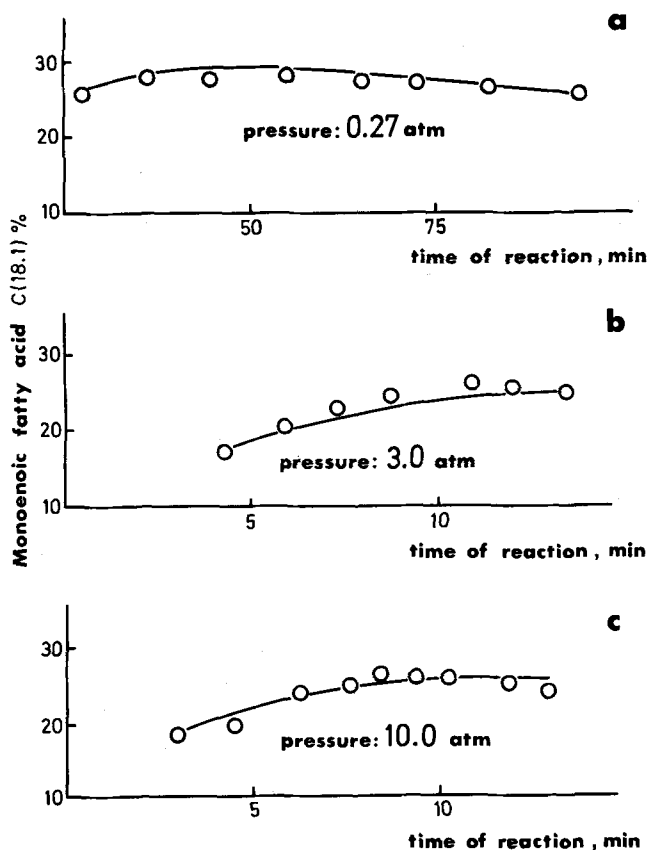 a
30
20
10
pressure: 0.27 atm
50
75
time of reaction, min
Monoenoic fatty acid C(18.1) %
b
30
20
10
pressure: 3.0 atm
5
10
time of reaction, min
c
30
20
10
pressure: 10.0 atm
5
10
time of reaction, min